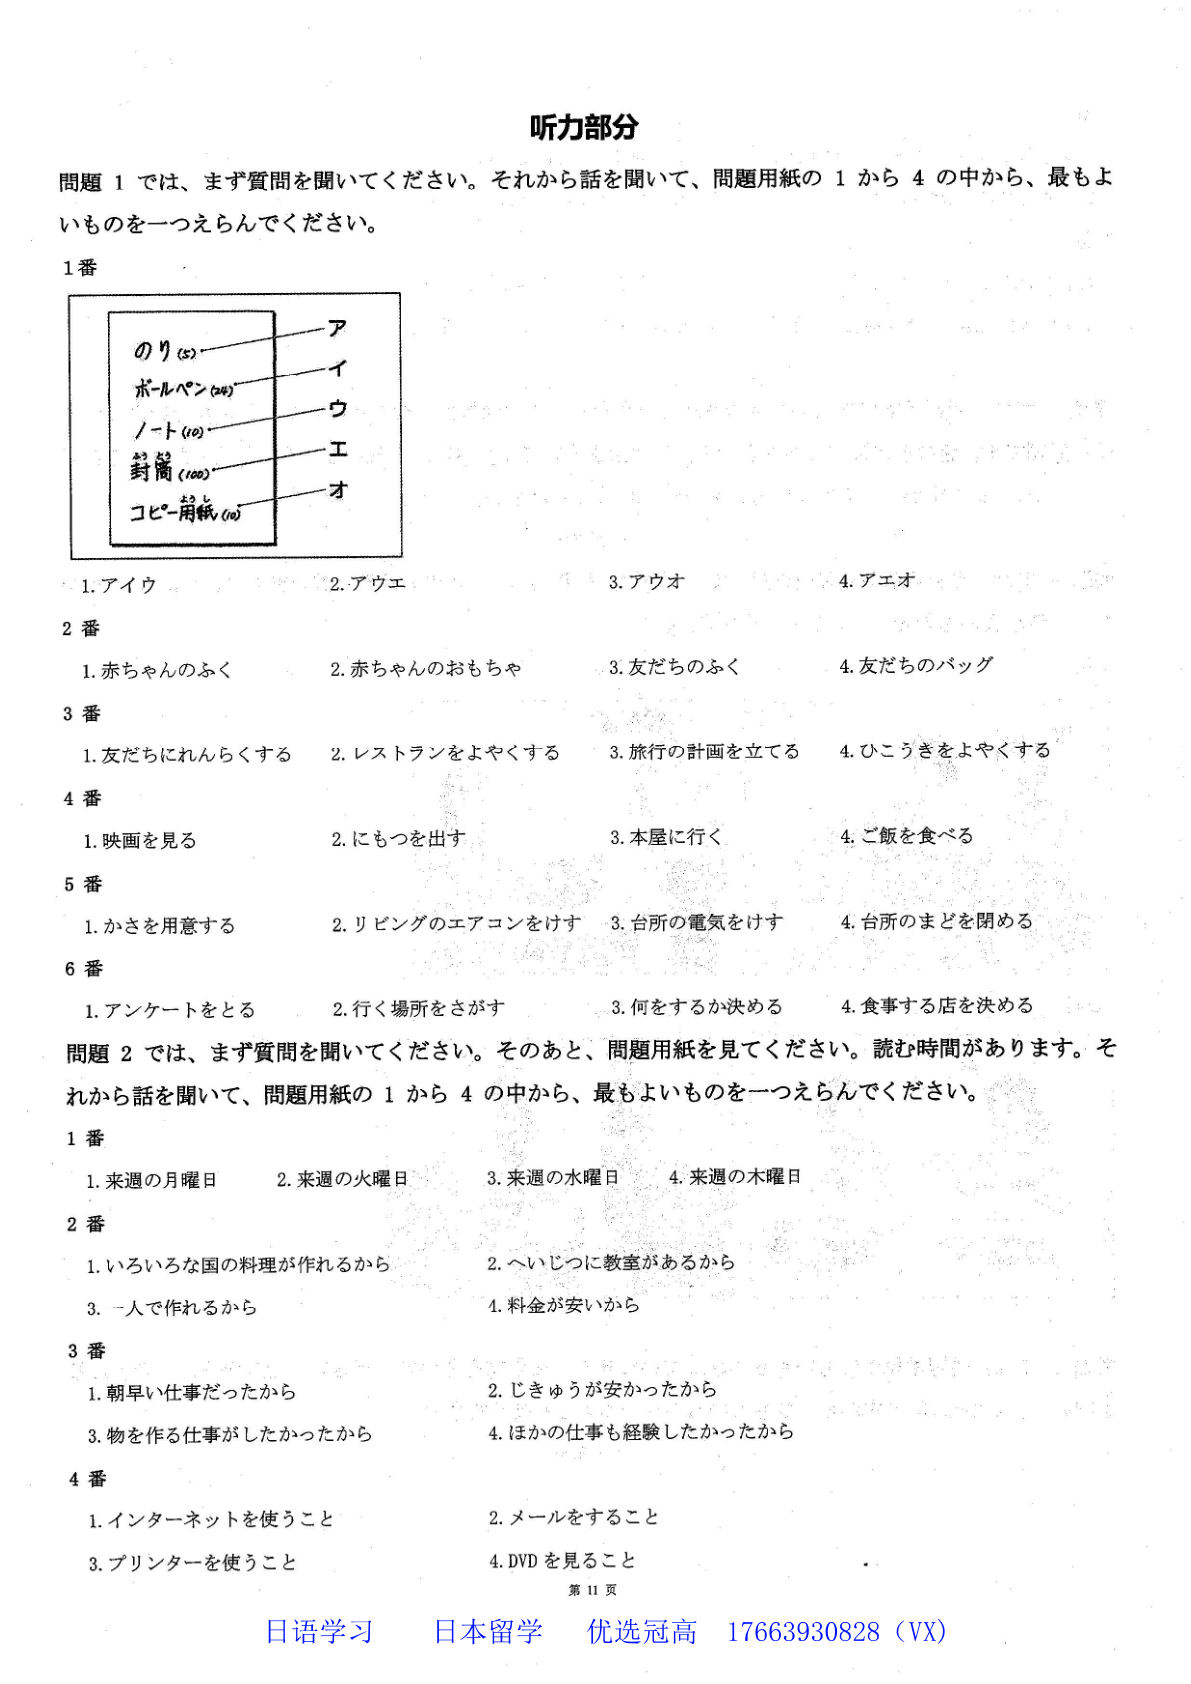 听力部分
問題 1 では、まず質問を聞いてください。それから話を聞いて、問題用紙の 1 から 4 の中から、最もよ
いものを一つえらんでください。
1番
のり(5) ア
ボールペン(24) イ
ノート(10) ウ
封筒(100) エ
ふうとう
コピー用紙(10) オ
ようし
1.アイウ 2.アウエ 3.アウオ 4.アエオ
2 番
1.赤ちゃんのふく 2.赤ちゃんのおもちゃ 3.友だちのふく 4.友だちのバッグ
3 番
1.友だちにれんらくする 2.レストランをよやくする 3.旅行の計画を立てる 4.ひこうきをよやくする
4 番
1.映画を見る 2.にもつを出す 3.本屋に行く 4.ご飯を食べる
5 番
1.かさを用意する 2.リビングのエアコンをけす 3.台所の電気をけす 4.台所のまどを閉める
6 番
1.アンケートをとる 2.行く場所をさがす 3.何をするか決める 4.食事する店を決める
問題 2 では、まず質問を聞いてください。そのあと、問題用紙を見てください。読む時間があります。そ
れから話を聞いて、問題用紙の 1 から 4 の中から、最もよいものを一つえらんでください。
1 番
1.来週の月曜日 2.来週の火曜日 3.来週の水曜日 4.来週の木曜日
2 番
1.いろいろな国の料理が作れるから 2.へいじつに教室があるから
3.一人で作れるから 4.料金が安いから
3 番
1.朝早い仕事だったから 2.じきゅうが安かったから
3.物を作る仕事がしたかったから 4.ほかの仕事も経験したかったから
4 番
1.インターネットを使うこと 2.メールをすること
3.プリンターを使うこと 4.DVDを見ること
第 11 页
日语学习 日本留学 优选冠高 17663930828（VX）